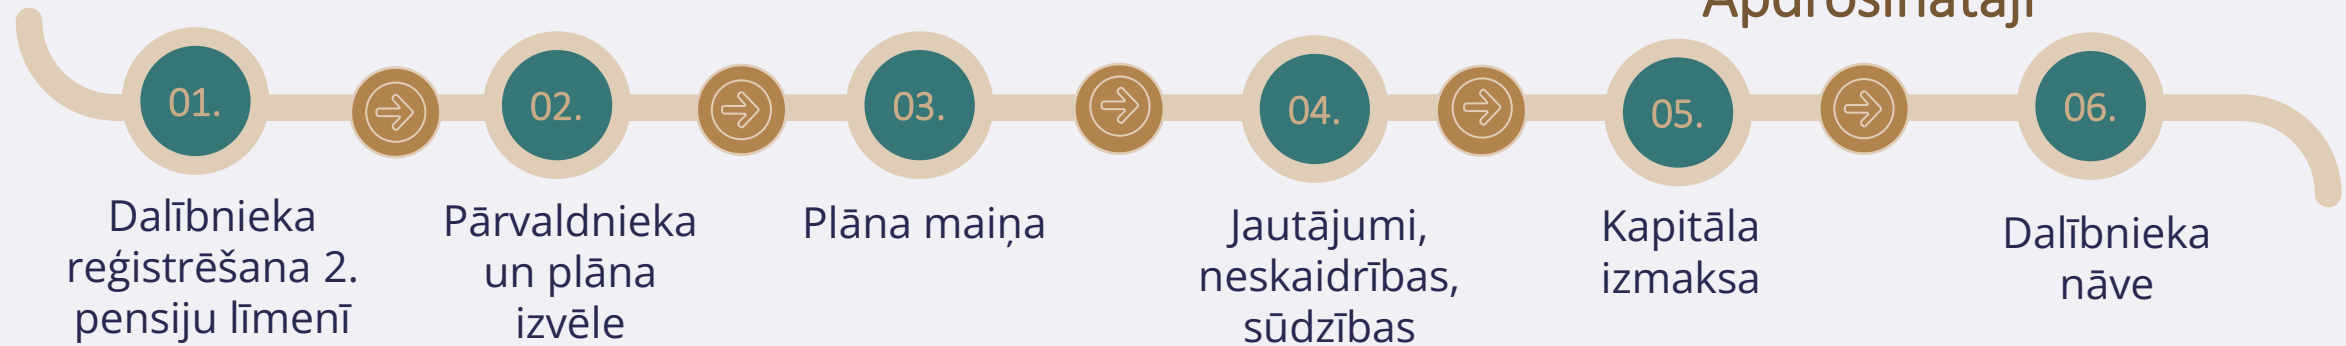 Apdrošinātāji
01.
02.
03.
04.
05.
06.
Dalībnieka
reģistrēšana 2.
pensiju līmenī
Pārvaldnieka
un plāna
izvēle
Plāna maiņa
Jautājumi,
neskaidrības,
sūdzības
Kapitāla
izmaksa
Dalībnieka
nāve